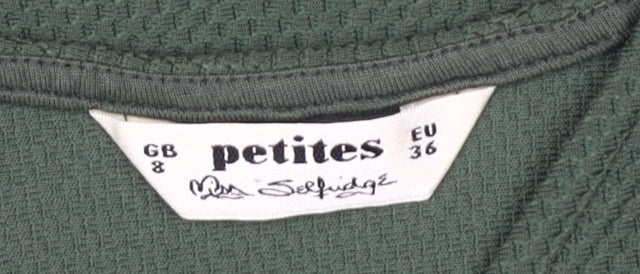 GB 8 petites EU 36
Miss Selfridge